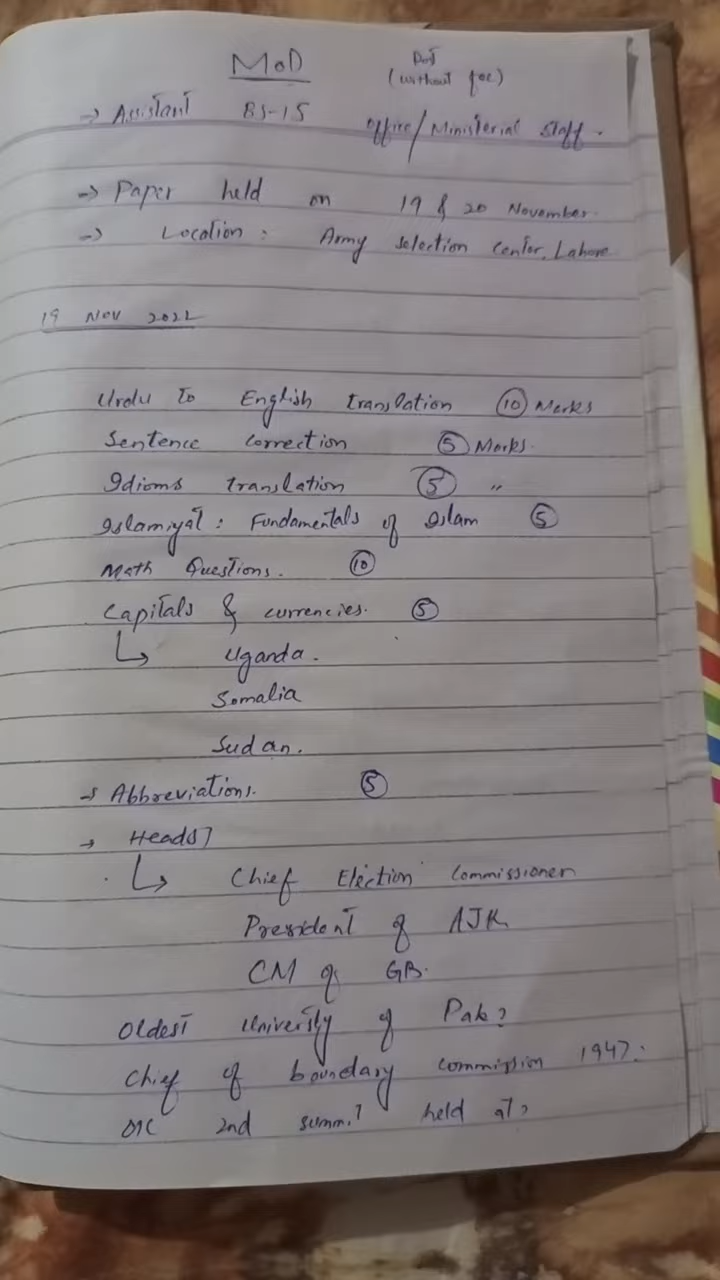 MoD
(without fee)
→ Assistant BS-15 office/Ministerial Staff.
→ Paper held on 19 & 20 November.
→ Location: Army Selection Center, Lahore
19 Nov 2022
Urdu To English translation 10 Marks
Sentence correction 5 Marks.
Idioms translation 5 "
Islamiyat: Fundamentals of Islam 5
Math Questions. 10
Capitals & currencies. 5
↳ Uganda.
Somalia
Sudan.
→ Abbreviations. 5
→ Heads?
↳ Chief Election Commissioner
President of AJK
CM of GB.
Oldest University of Pak?
Chief of boundary commission 1947.
OIC 2nd summit held at?